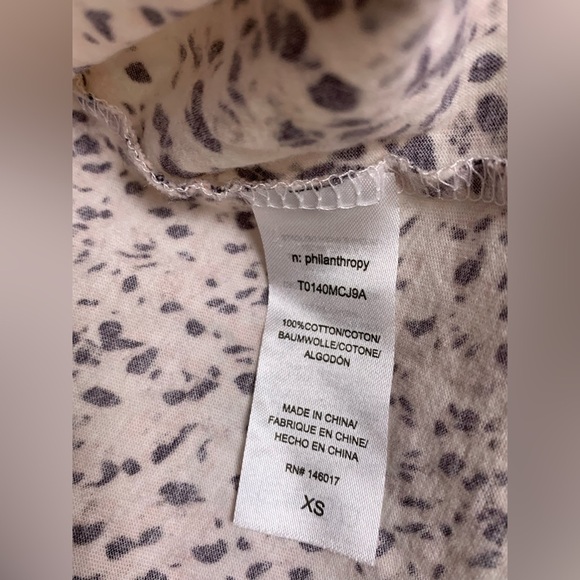 n: philanthropy
T0140MCJ9A
100%COTTON/COTON/
BAUMWOLLE/COTONE/
ALGODÓN
MADE IN CHINA/
FABRIQUE EN CHINE/
HECHO EN CHINA
RN# 146017
XS